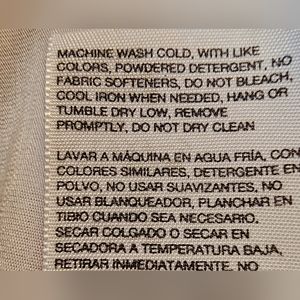 MACHINE WASH COLD, WITH LIKE
COLORS, POWDERED DETERGENT, NO
FABRIC SOFTENERS, DO NOT BLEACH,
COOL IRON WHEN NEEDED, HANG OR
TUMBLE DRY LOW, REMOVE
PROMPTLY, DO NOT DRY CLEAN
LAVAR A MÁQUINA EN AGUA FRÍA, CON
COLORES SIMILARES, DETERGENTE EN
POLVO, NO USAR SUAVIZANTES, NO
USAR BLANQUEADOR, PLANCHAR EN
TIBIO CUANDO SEA NECESARIO,
SECAR COLGADO O SECAR EN
SECADORA A TEMPERATURA BAJA,
RETIRAR INMEDIATAMENTE, NO